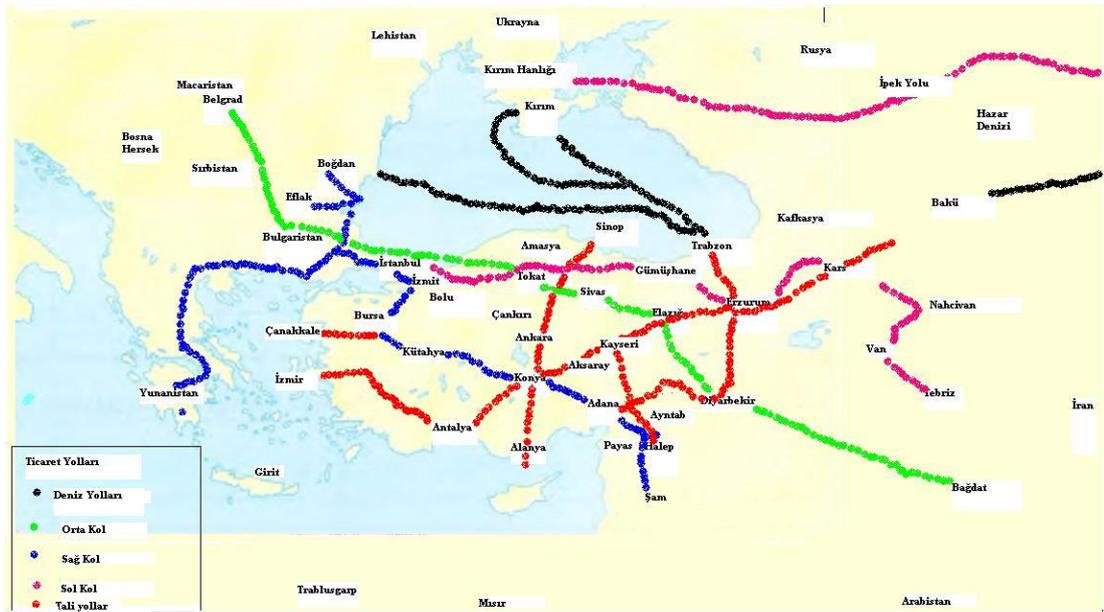 Ukrayna
Lehistan
Rusya
Kırım Hanlığı
İpek Yolu
Macaristan
Belgrad
Kırım
Hazar
Denizi
Bosna
Hersek
Boğdan
Sırbistan
Eflak
Bakü
Kafkasya
Sinop
Bulgaristan
Amasya
Trabzon
İstanbul
Tokat
Gümüşhane
Kars
İzmit
Bolu
Sivas
Erzurum
Nahcivan
Bursa
Çankırı
Elazığ
Çanakkale
Ankara
Kayseri
Van
Kütahya
Aksaray
İzmir
Konya
Yunanistan
Adana
Diyarbekir
Tebriz
İran
Antalya
Ayntab
Alanya
Payas
Halep
Girit
Şam
Bağdat
Ticaret Yolları
Deniz Yolları
Orta Kol
Sağ Kol
Sol Kol
Tali yollar
Trablusgarp
Mısır
Arabistan